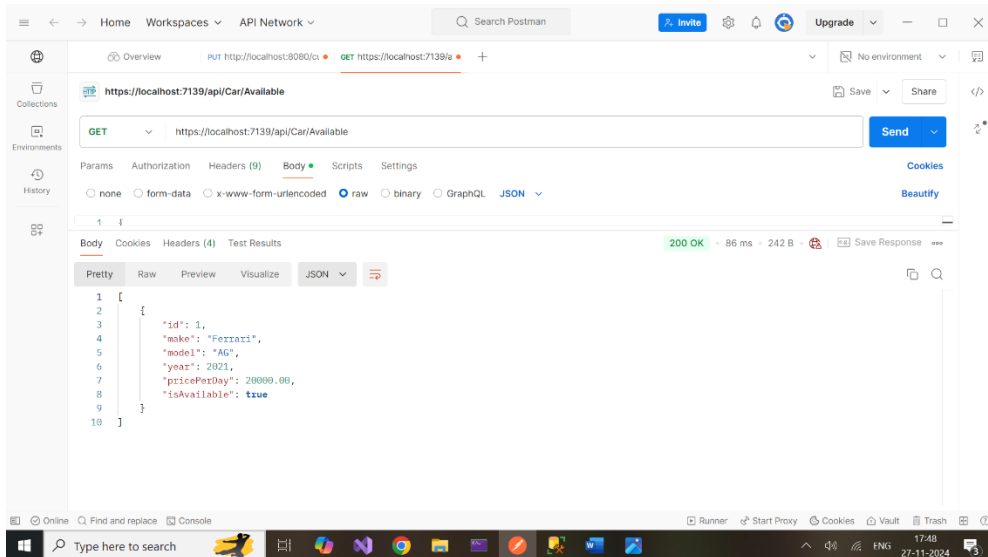 Home Workspaces API Network Search Postman Invite Upgrade
Overview PUT http://localhost:8080/cu GET https://localhost:7139/a No environment
HTTP https://localhost:7139/api/Car/Available Save Share
Collections
GET https://localhost:7139/api/Car/Available Send
Environments
Params Authorization Headers (9) Body Scripts Settings Cookies
History
none form-data x-www-form-urlencoded raw binary GraphQL JSON Beautify
1 {
Body Cookies Headers (4) Test Results 200 OK 86 ms 242 B e.g. Save Response
Pretty Raw Preview Visualize JSON
1 [
2 {
3 "id": 1,
4 "make": "Ferrari",
5 "model": "AG",
6 "year": 2021,
7 "pricePerDay": 20000.00,
8 "isAvailable": true
9 }
10 ]
Online Find and replace Console Runner Start Proxy Cookies Vault Trash
Type here to search ENG 17:48
27-11-2024 3